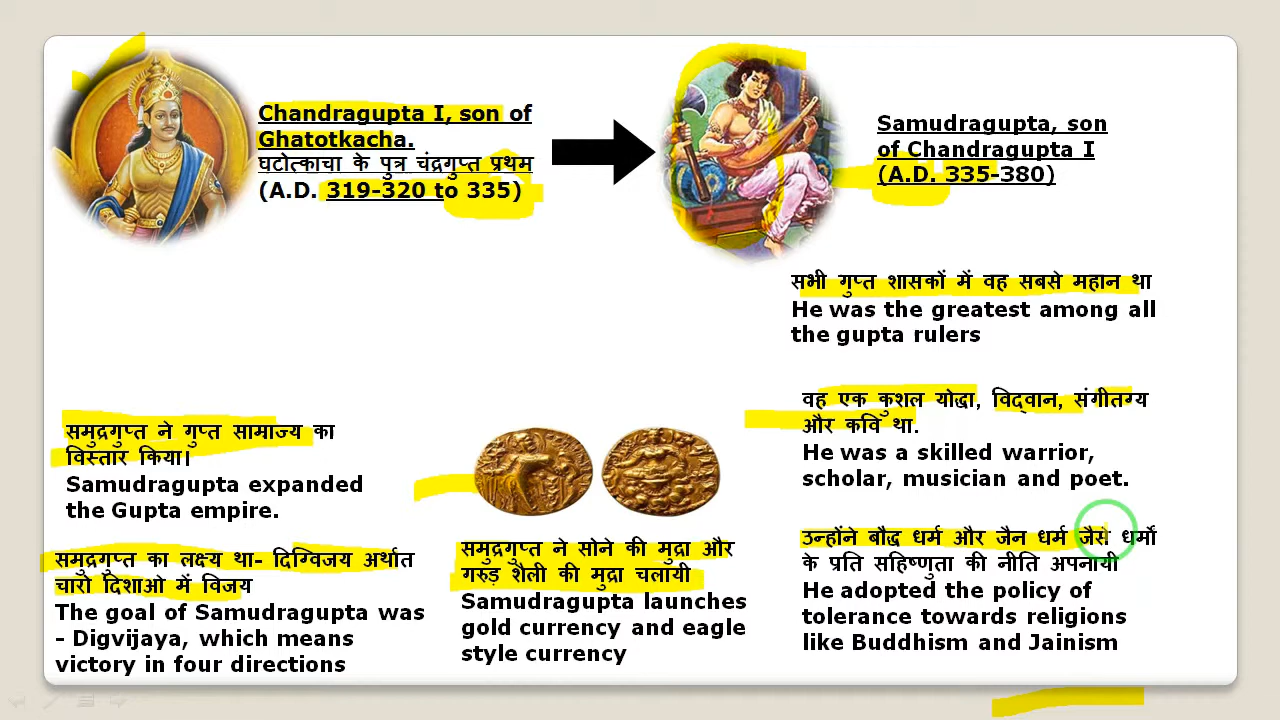 Chandragupta I, son of
Ghatotkacha.
घटोत्काचा के पुत्र चंद्रगुप्त प्रथम
(A.D. 319-320 to 335)
Samudragupta, son
of Chandragupta I
(A.D. 335-380)
सभी गुप्त शासकों में वह सबसे महान था
He was the greatest among all
the gupta rulers
वह एक कुशल योद्धा, विद्वान, संगीतग्य
और कवि था.
He was a skilled warrior,
scholar, musician and poet.
उन्होंने बौद्ध धर्म और जैन धर्म जैसे धर्मो
के प्रति सहिष्णुता की नीति अपनायी
He adopted the policy of
tolerance towards religions
like Buddhism and Jainism
समुद्रगुप्त ने गुप्त सामाज्य का
विस्तार किया।
Samudragupta expanded
the Gupta empire.
समुद्रगुप्त का लक्ष्य था- दिग्विजय अर्थात
चारो दिशाओ में विजय
The goal of Samudragupta was
- Digvijaya, which means
victory in four directions
समुद्रगुप्त ने सोने की मुद्रा और
गरुड़ शैली की मुद्रा चलायी
Samudragupta launches
gold currency and eagle
style currency